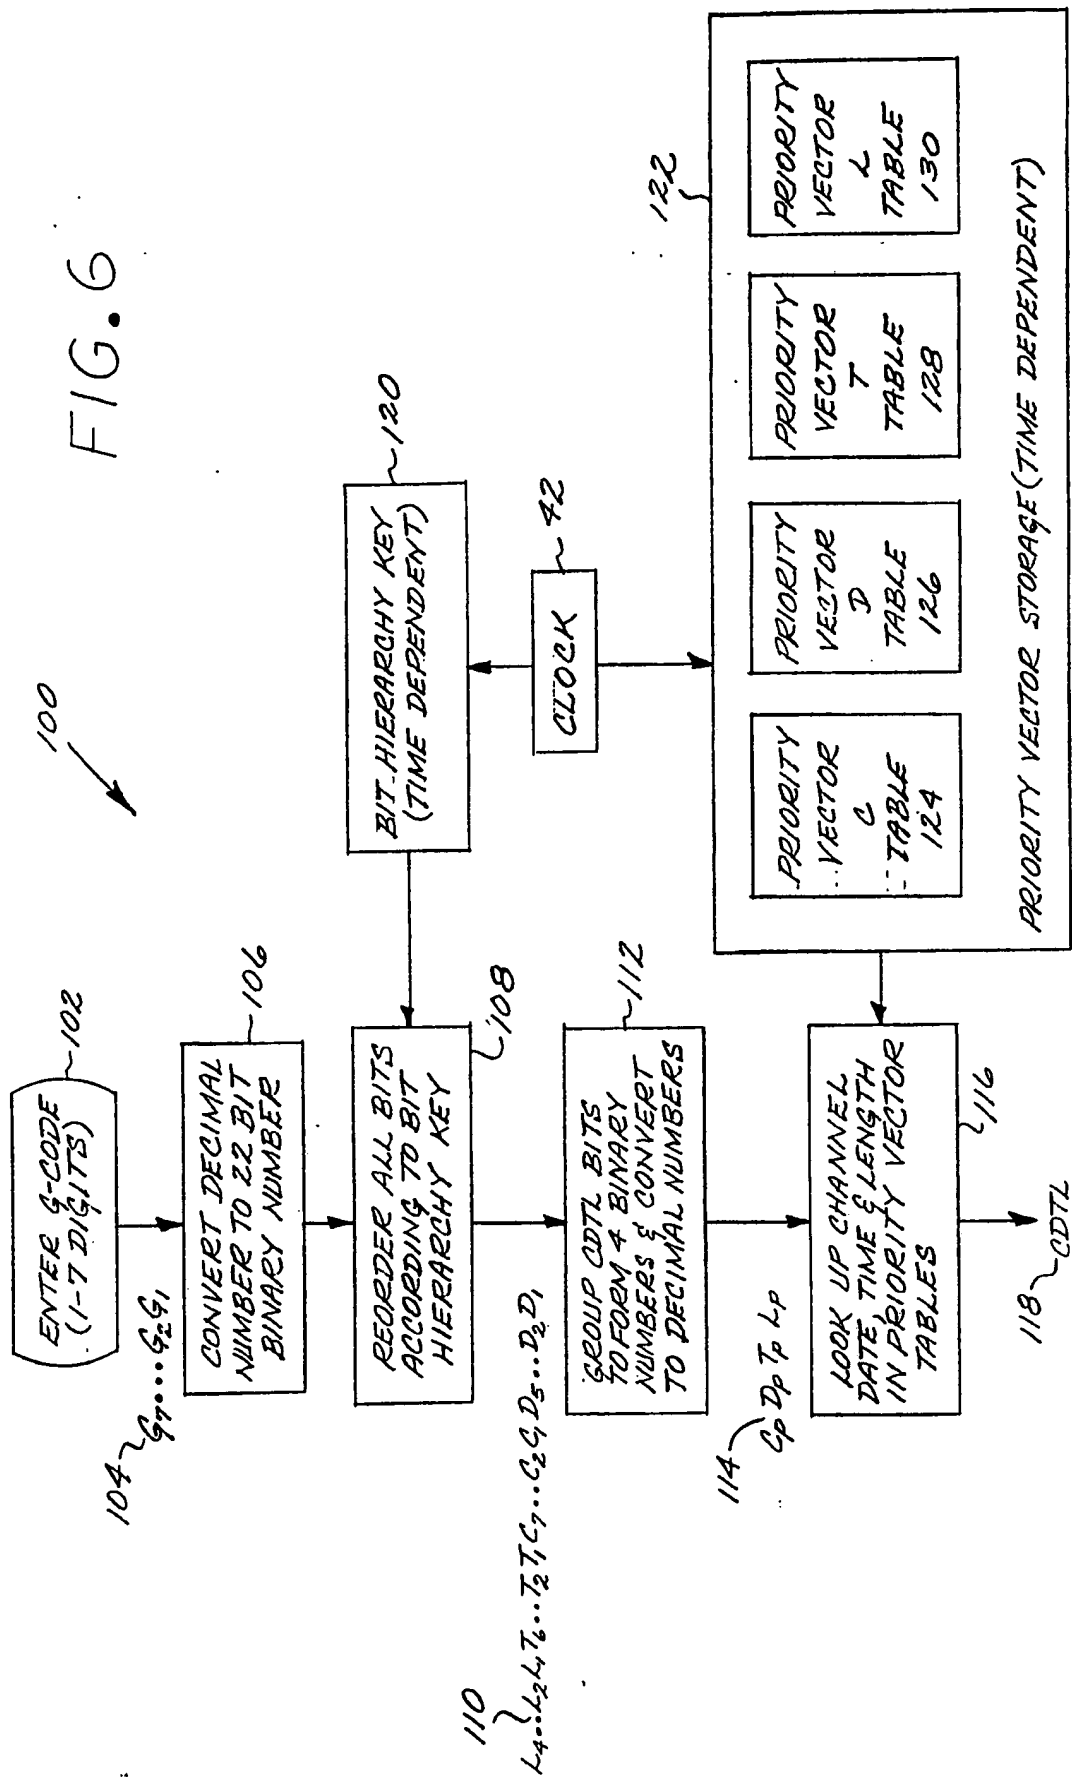 FIG. 6
100
ENTER G-CODE
(1-7 DIGITS)
102
104
G7...G2G1
CONVERT DECIMAL
NUMBER TO 22 BIT
BINARY NUMBER
106
REORDER ALL BITS
ACCORDING TO BIT
HIERARCHY KEY
108
BIT HIERARCHY KEY
(TIME DEPENDENT)
120
110
L4...L2L1T6...T2T1C7...C2C1D5...D2D1
GROUP CDTL BITS
TO FORM 4 BINARY
NUMBERS & CONVERT
TO DECIMAL NUMBERS
112
CLOCK
42
114
CP DP TP LP
LOOK UP CHANNEL
DATE, TIME & LENGTH
IN PRIORITY VECTOR
TABLES
116
118
CDTL
122
PRIORITY
VECTOR
C
TABLE
124
PRIORITY
VECTOR
D
TABLE
126
PRIORITY
VECTOR
T
TABLE
128
PRIORITY
VECTOR
L
TABLE
130
PRIORITY VECTOR STORAGE (TIME DEPENDENT)